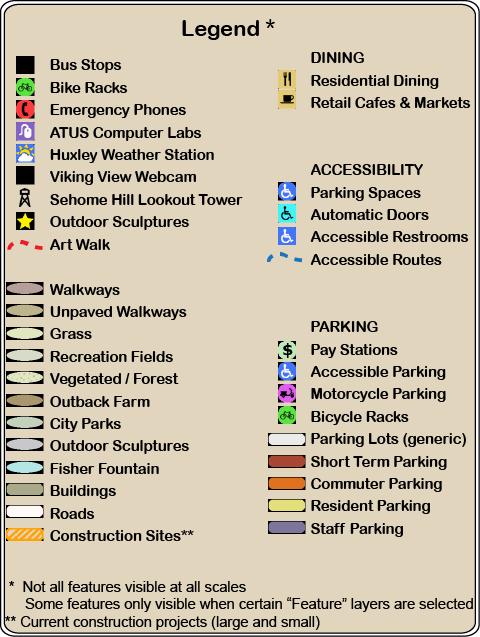 Legend *
Bus Stops
Bike Racks
Emergency Phones
ATUS Computer Labs
Huxley Weather Station
Viking View Webcam
Sehome Hill Lookout Tower
Outdoor Sculptures
Art Walk
Walkways
Unpaved Walkways
Grass
Recreation Fields
Vegetated / Forest
Outback Farm
City Parks
Outdoor Sculptures
Fisher Fountain
Buildings
Roads
Construction Sites**
DINING
Residential Dining
Retail Cafes & Markets
ACCESSIBILITY
Parking Spaces
Automatic Doors
Accessible Restrooms
Accessible Routes
PARKING
$ Pay Stations
Accessible Parking
Motorcycle Parking
Bicycle Racks
Parking Lots (generic)
Short Term Parking
Commuter Parking
Resident Parking
Staff Parking
* Not all features visible at all scales
Some features only visible when certain “Feature” layers are selected
** Current construction projects (large and small)